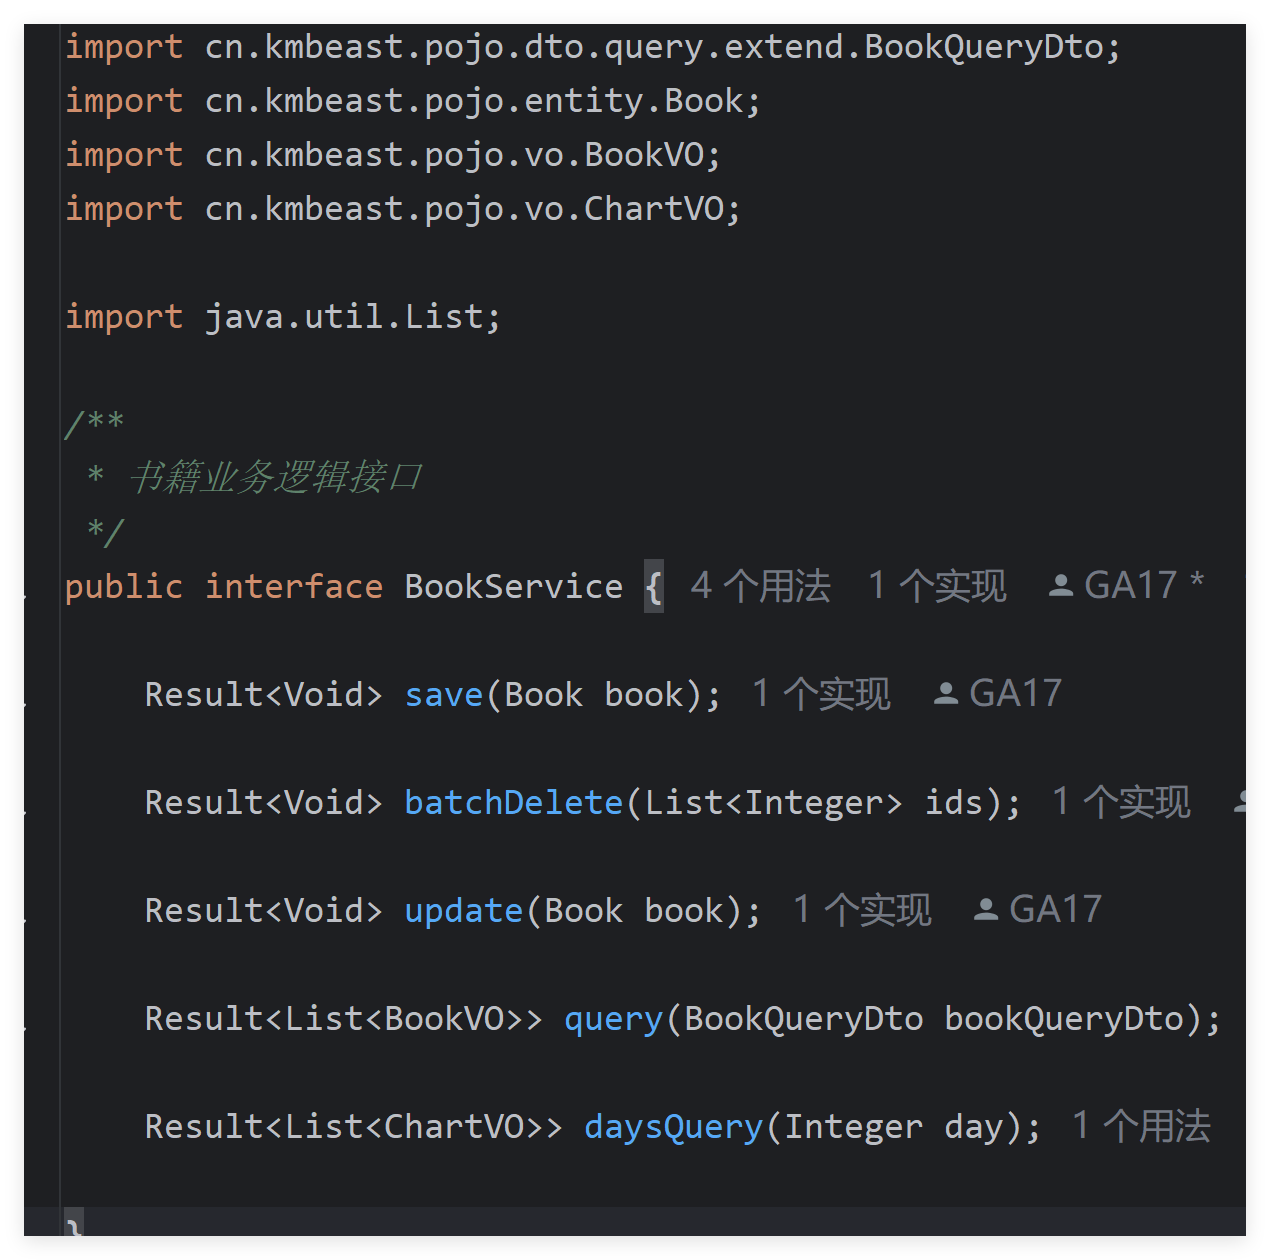 import cn.kmbeast.pojo.dto.query.extend.BookQueryDto;
import cn.kmbeast.pojo.entity.Book;
import cn.kmbeast.pojo.vo.BookVO;
import cn.kmbeast.pojo.vo.ChartVO;
import java.util.List;
/**
 * 书籍业务逻辑接口
 */
public interface BookService { 4 个用法 1 个实现 GA17 *
Result<Void> save(Book book); 1 个实现 GA17
Result<Void> batchDelete(List<Integer> ids); 1 个实现
Result<Void> update(Book book); 1 个实现 GA17
Result<List<BookVO>> query(BookQueryDto bookQueryDto);
Result<List<ChartVO>> daysQuery(Integer day); 1 个用法
}